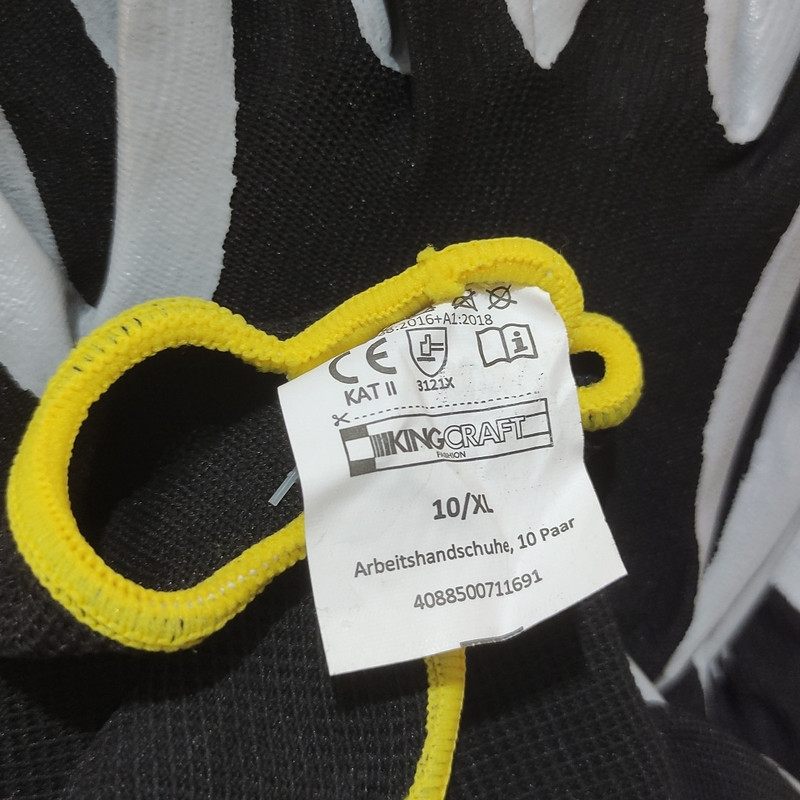 2016+A1:2018
CE
KAT II
3121X
i
KINGCRAFT
FASHION
10/XL
Arbeitshandschuhe, 10 Paar
4088500711691